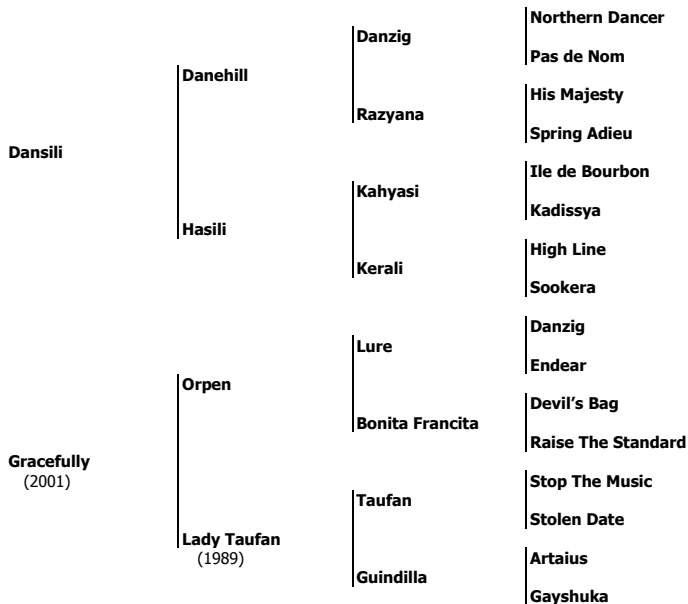 Dansili
Gracefully
(2001)
Danehill
Hasili
Orpen
Lady Taufan
(1989)
Danzig
Razyana
Kahyasi
Kerali
Lure
Bonita Francita
Taufan
Guindilla
Northern Dancer
Pas de Nom
His Majesty
Spring Adieu
Ile de Bourbon
Kadissya
High Line
Sookera
Danzig
Endear
Devil’s Bag
Raise The Standard
Stop The Music
Stolen Date
Artaius
Gayshuka